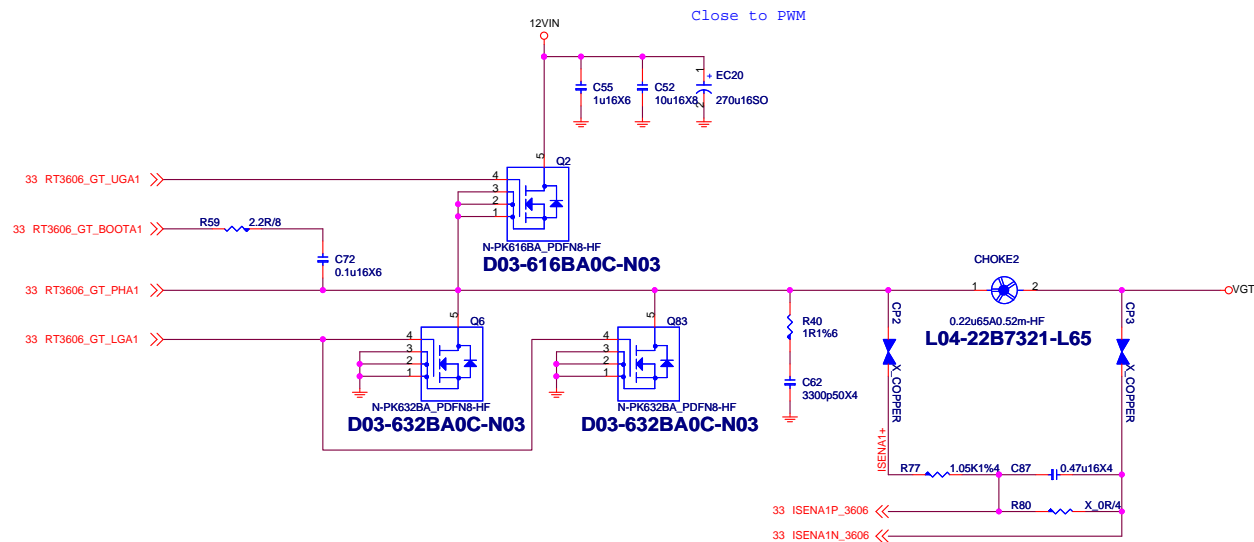 Close to PWM
12VIN
C55
1u16X6
C52
10u16X8
1
+ EC20
2
270u16SO
5
Q2
33 RT3606_GT_UGA1
4
3
2
1
N-PK616BA_PDFN8-HF
D03-616BA0C-N03
33 RT3606_GT_BOOTA1
R59
2.2R/8
C72
0.1u16X6
33 RT3606_GT_PHA1
CHOKE2
1
2
VGT
0.22u65A0.52m-HF
L04-22B7321-L65
33 RT3606_GT_LGA1
5
Q6
4
3
2
1
N-PK632BA_PDFN8-HF
D03-632BA0C-N03
5
Q83
4
3
2
1
N-PK632BA_PDFN8-HF
D03-632BA0C-N03
R40
1R1%6
C62
3300p50X4
CP2
X_COPPER
CP3
X_COPPER
ISENA1+
R77
1.05K1%4
C87
0.47u16X4
33 ISENA1P_3606
R80
X_0R/4
33 ISENA1N_3606